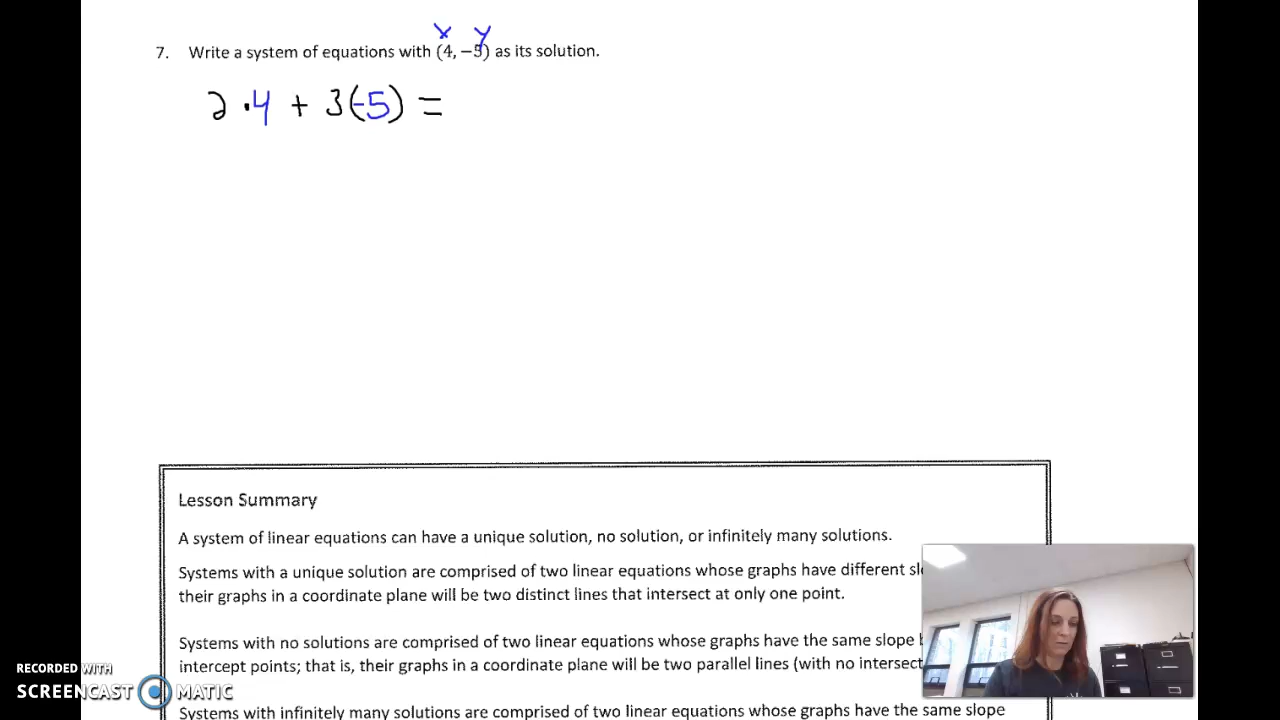 x y
7. Write a system of equations with (4, −5) as its solution.
2 · 4 + 3(-5) =
Lesson Summary
A system of linear equations can have a unique solution, no solution, or infinitely many solutions.
Systems with a unique solution are comprised of two linear equations whose graphs have different
their graphs in a coordinate plane will be two distinct lines that intersect at only one point.
Systems with no solutions are comprised of two linear equations whose graphs have the same slope
intercept points; that is, their graphs in a coordinate plane will be two parallel lines (with no
RECORDED WITH
SCREENCAST MATIC
Systems with infinitely many solutions are comprised of two linear equations whose graphs have the same slope